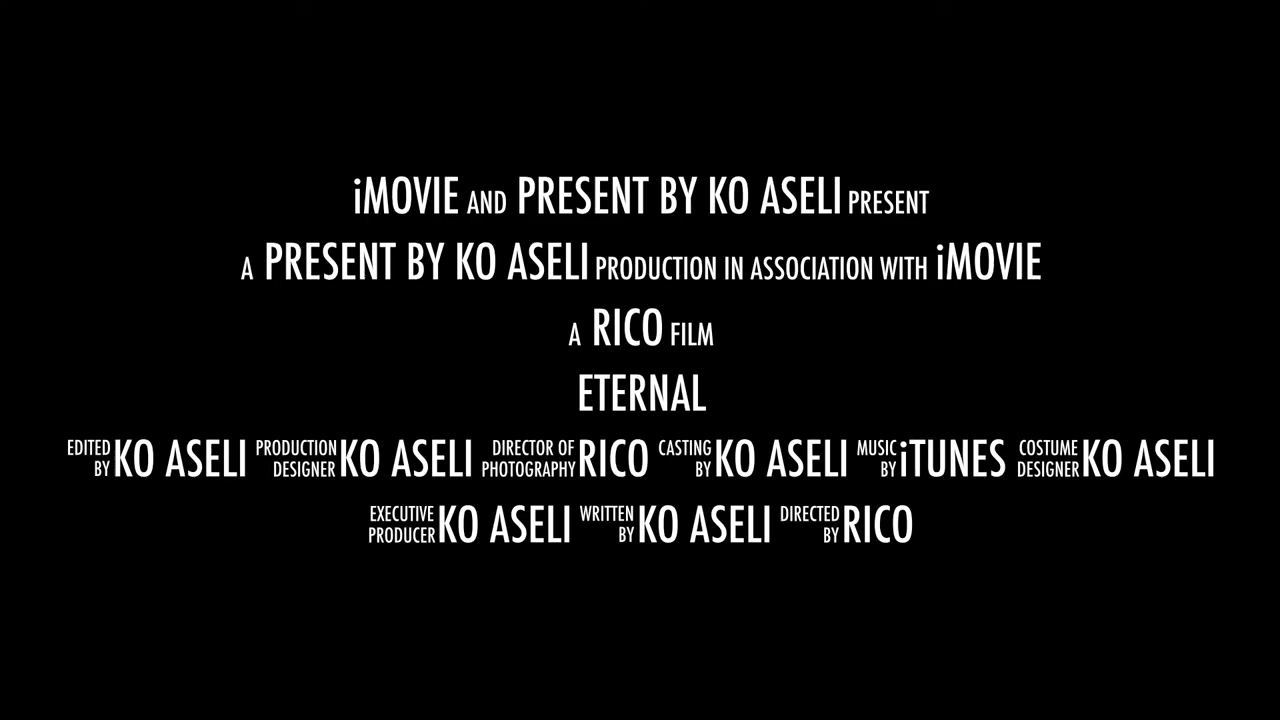 iMOVIE AND PRESENT BY KO ASELI PRESENT
A PRESENT BY KO ASELI PRODUCTION IN ASSOCIATION WITH iMOVIE
A RICO FILM
ETERNAL
EDITED BY KO ASELI PRODUCTION DESIGNER KO ASELI DIRECTOR OF PHOTOGRAPHY RICO CASTING BY KO ASELI MUSIC BY iTUNES COSTUME DESIGNER KO ASELI
EXECUTIVE PRODUCER KO ASELI WRITTEN BY KO ASELI DIRECTED BY RICO